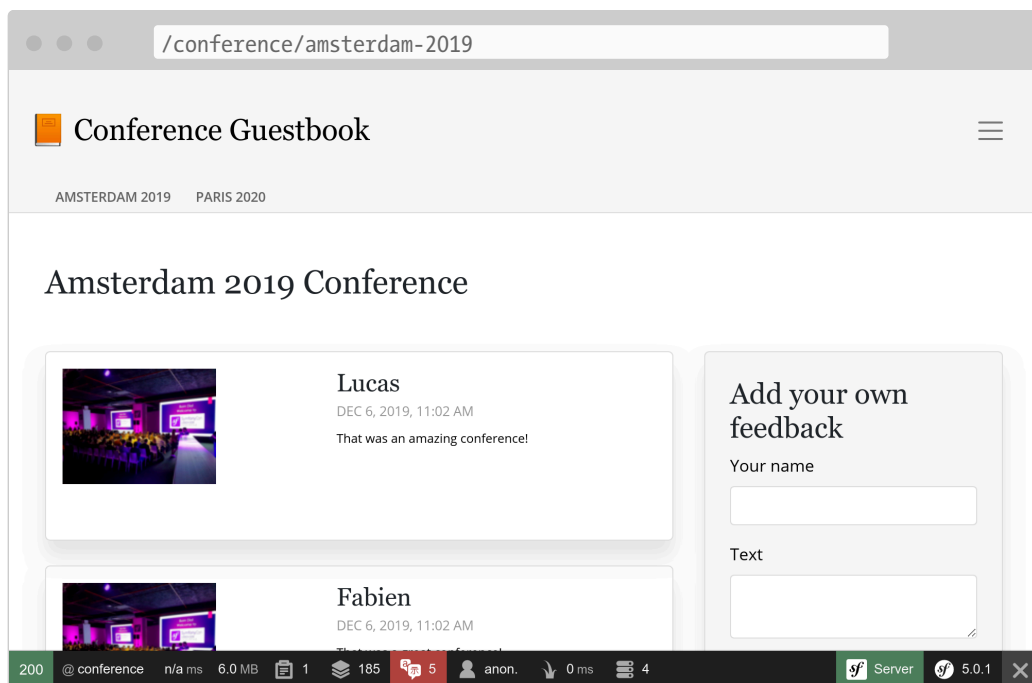 /conference/amsterdam-2019
Conference Guestbook
AMSTERDAM 2019 PARIS 2020
Amsterdam 2019 Conference
Lucas
DEC 6, 2019, 11:02 AM
That was an amazing conference!
Fabien
DEC 6, 2019, 11:02 AM
Add your own
feedback
Your name
Text
200 @ conference n/a ms 6.0 MB 1 185 5 anon. 0 ms 4 sf Server sf 5.0.1